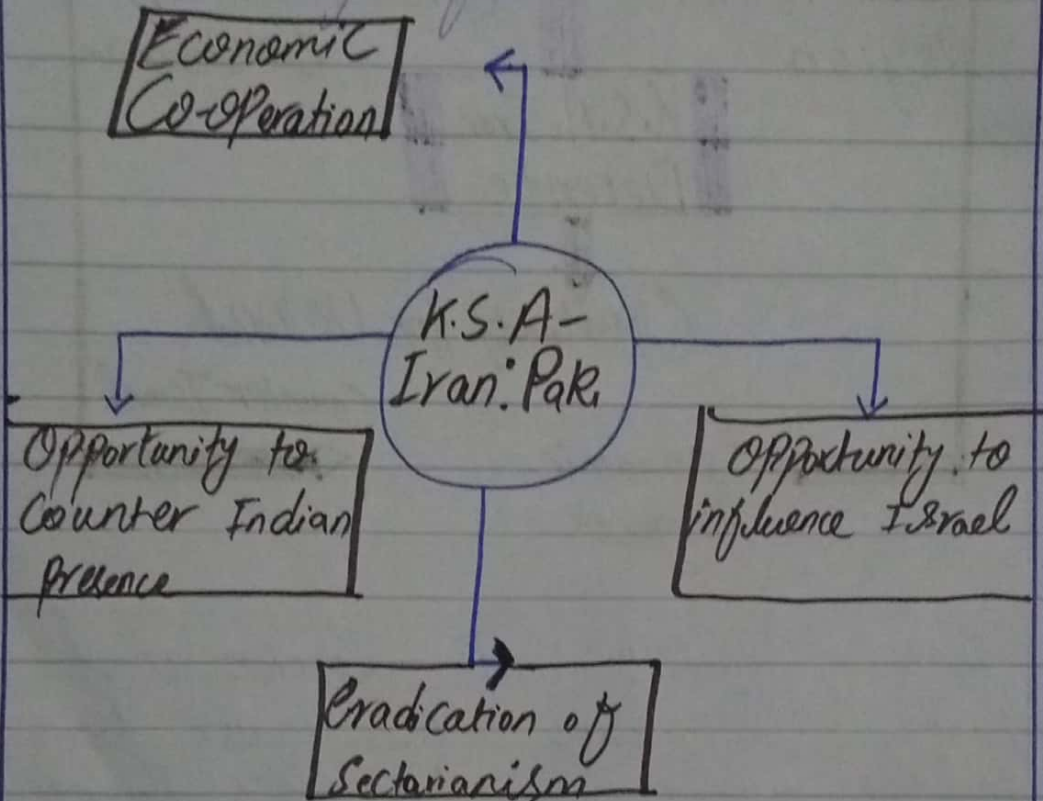 Economic
Co-operation
K.S.A-
Iran: Pak
Opportunity to
Counter Indian
presence
Opportunity to
influence Israel
Eradication of
Sectarianism